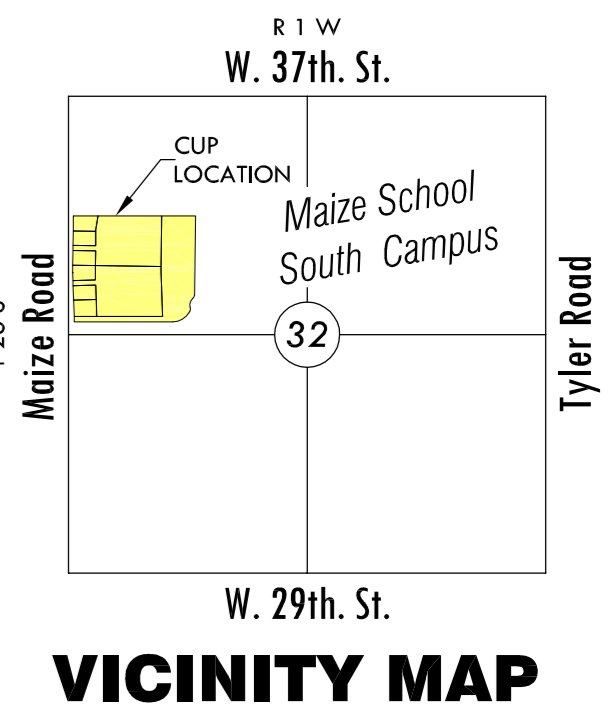 R 1 W
W. 37th. St.
CUP
LOCATION
Maize School
South Campus
Maize Road
32
Tyler Road
W. 29th. St.
VICINITY MAP